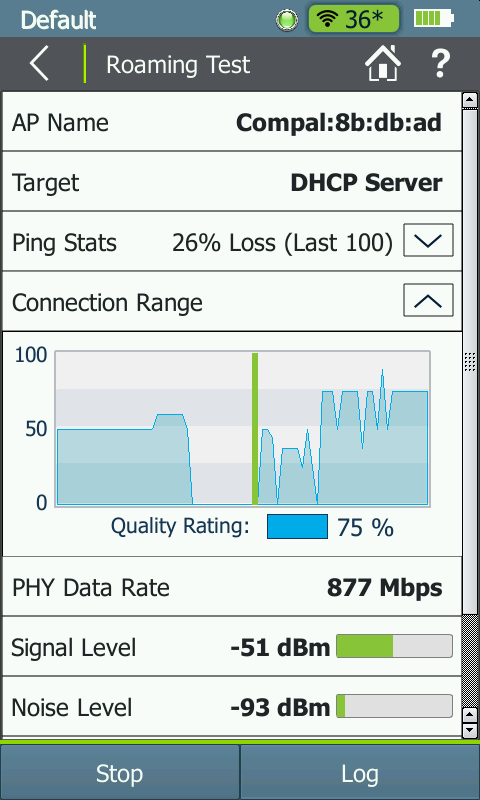 Default
36*
Roaming Test
?
AP Name Compal:8b:db:ad
Target DHCP Server
Ping Stats 26% Loss (Last 100)
Connection Range
100
50
0
Quality Rating: 75 %
PHY Data Rate 877 Mbps
Signal Level -51 dBm
Noise Level -93 dBm
Stop Log